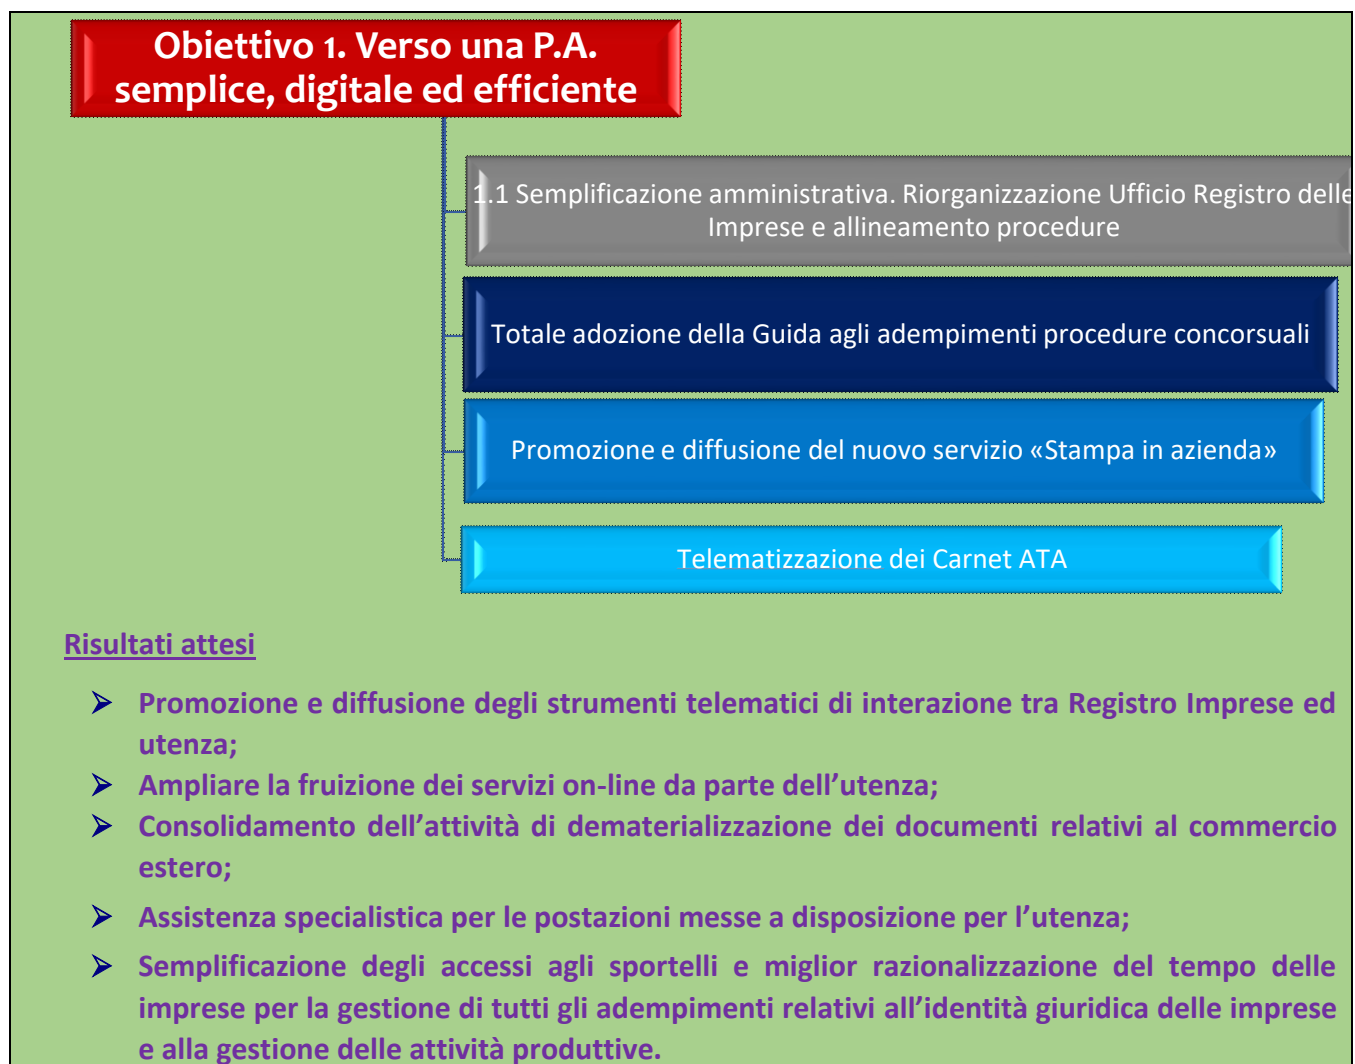 Obiettivo 1. Verso una P.A.
semplice, digitale ed efficiente
1.1 Semplificazione amministrativa. Riorganizzazione Ufficio Registro delle
Imprese e allineamento procedure
Totale adozione della Guida agli adempimenti procedure concorsuali
Promozione e diffusione del nuovo servizio «Stampa in azienda»
Telematizzazione dei Carnet ATA
Risultati attesi
➢ Promozione e diffusione degli strumenti telematici di interazione tra Registro Imprese ed
utenza;
➢ Ampliare la fruizione dei servizi on-line da parte dell’utenza;
➢ Consolidamento dell’attività di dematerializzazione dei documenti relativi al commercio
estero;
➢ Assistenza specialistica per le postazioni messe a disposizione per l’utenza;
➢ Semplificazione degli accessi agli sportelli e miglior razionalizzazione del tempo delle
imprese per la gestione di tutti gli adempimenti relativi all’identità giuridica delle imprese
e alla gestione delle attività produttive.